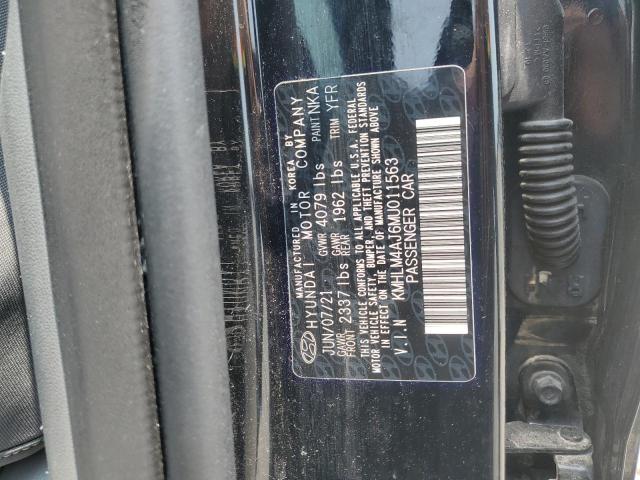 MANUFACTURED IN KOREA BY
HYUNDAI MOTOR COMPANY
JUN/07/21 GVWR 4079 lbs PAINT NKA
GAWR FRONT 2337 lbs GAWR REAR 1962 lbs TRIM YFR
THIS VEHICLE CONFORMS TO ALL APPLICABLE U.S.A. FEDERAL
MOTOR VEHICLE SAFETY, BUMPER, AND THEFT PREVENTION STANDARDS
IN EFFECT ON THE DATE OF MANUFACTURE SHOWN ABOVE
V.I.N KMHLM4AJ6MU011563
PASSENGER CAR